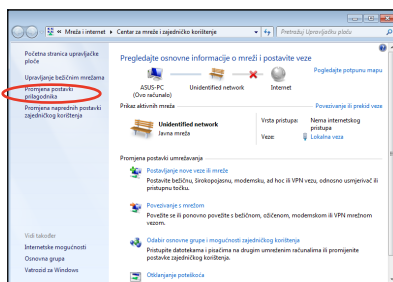 « Mreža i internet ▸ Centar za mreže i zajedničko korištenje
Pretražuj Upravljačku ploču
Početna stranica upravljačke
ploče
Upravljanje bežičnim mrežama
Promjena postavki
prilagodnika
Promjena naprednih postavki
zajedničkog korištenja
Vidi također
Internetske mogućnosti
Osnovna grupa
Vatrozid za Windows
Pregledajte osnovne informacije o mreži i postavite veze
Pogledajte potpunu mapu
ASUS-PC
(Ovo računalo)
Unidentified network
Internet
Prikaz aktivnih mreža
Povezivanje ili prekid veze
Unidentified network
Javna mreža
Vrsta pristupa: Nema internetskog
pristupa
Veze: Lokalna veza
Promjena postavki umrežavanja
Postavljanje nove veze ili mreže
Postavite bežičnu, širokopojasnu, modemsku, ad hoc ili VPN vezu, odnosno usmjerivač ili
pristupnu točku.
Povezivanje s mrežom
Povežite se ili ponovno povežite s bežičnom, ožičenom, modemskom ili VPN mrežnom
vezom.
Odabir osnovne grupe i mogućnosti zajedničkog korištenja
Pristupite datotekama i pisačima na drugim umreženim računalima ili promijenite
postavke zajedničkog korištenja.
Otklanjanje poteškoća